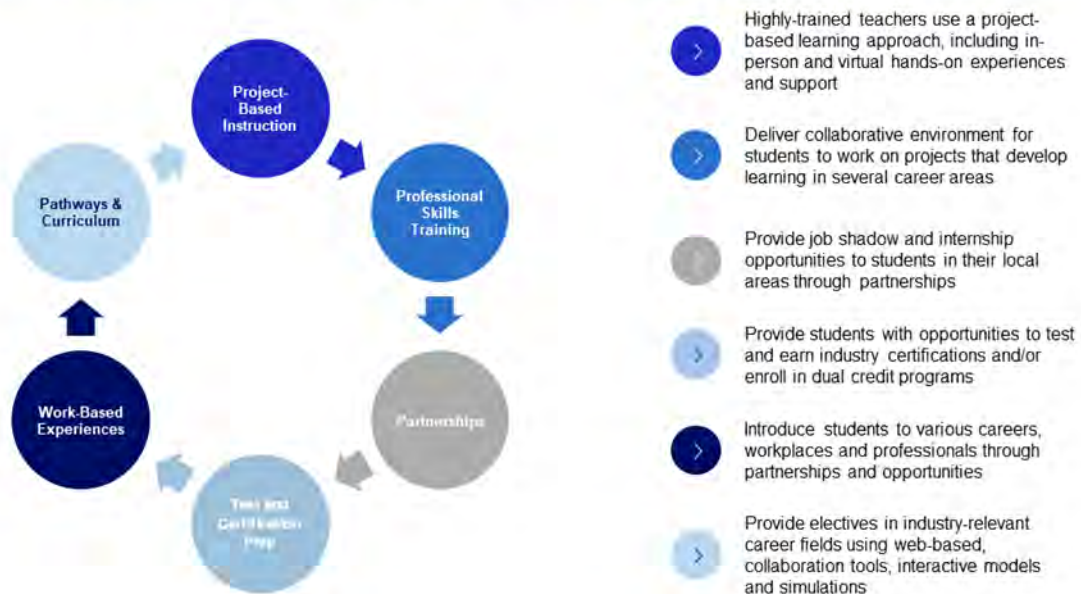 Project-
Based
Instruction
Professional
Skills
Training
Partnerships
Test and
Certification
Prep
Work-Based
Experiences
Pathways &
Curriculum
Highly-trained teachers use a project-
based learning approach, including in-
person and virtual hands-on experiences
and support
Deliver collaborative environment for
students to work on projects that develop
learning in several career areas
Provide job shadow and internship
opportunities to students in their local
areas through partnerships
Provide students with opportunities to test
and earn industry certifications and/or
enroll in dual credit programs
Introduce students to various careers,
workplaces and professionals through
partnerships and opportunities
Provide electives in industry-relevant
career fields using web-based,
collaboration tools, interactive models
and simulations